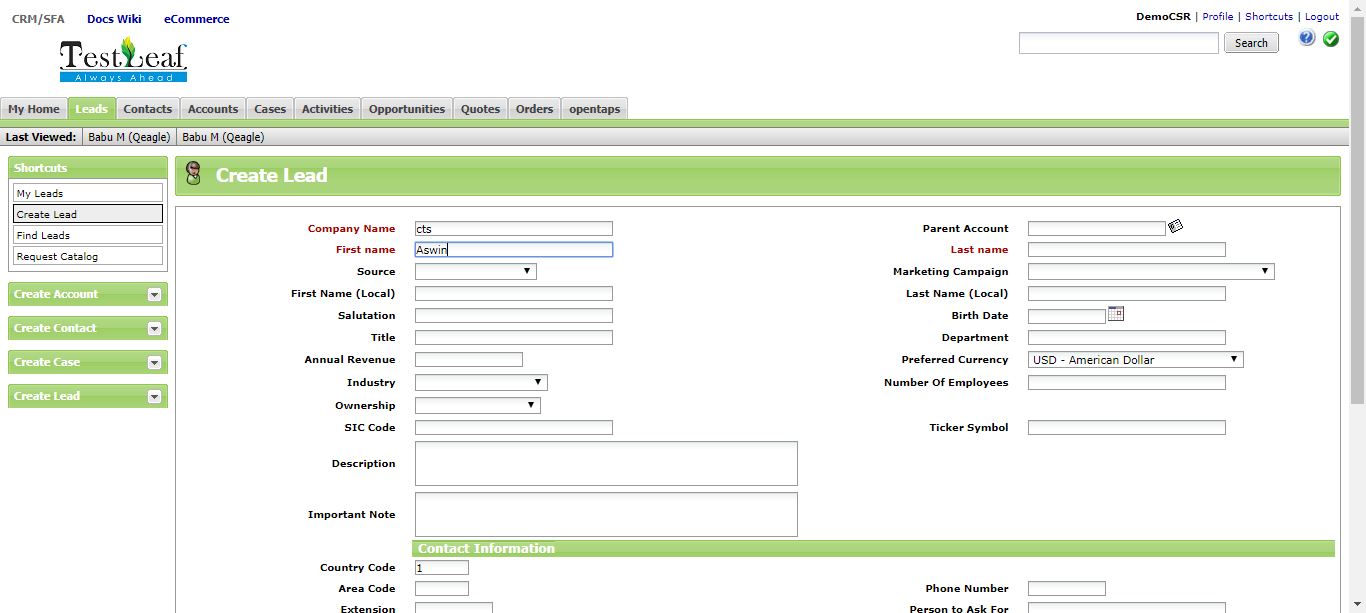 CRM/SFA Docs Wiki eCommerce
DemoCSR | Profile | Shortcuts | Logout
Search
TestLeaf
Always Ahead
My Home Leads Contacts Accounts Cases Activities Opportunities Quotes Orders opentaps
Last Viewed: Babu M (Qeagle) Babu M (Qeagle)
Shortcuts
My Leads
Create Lead
Find Leads
Request Catalog
Create Account
Create Contact
Create Case
Create Lead
Create Lead
Company Name cts Parent Account
First name Aswin Last name
Source Marketing Campaign
First Name (Local) Last Name (Local)
Salutation Birth Date
Title Department
Annual Revenue Preferred Currency USD - American Dollar
Industry Number Of Employees
Ownership
SIC Code Ticker Symbol
Description
Important Note
Contact Information
Country Code 1
Area Code Phone Number
Extension Person to Ask For